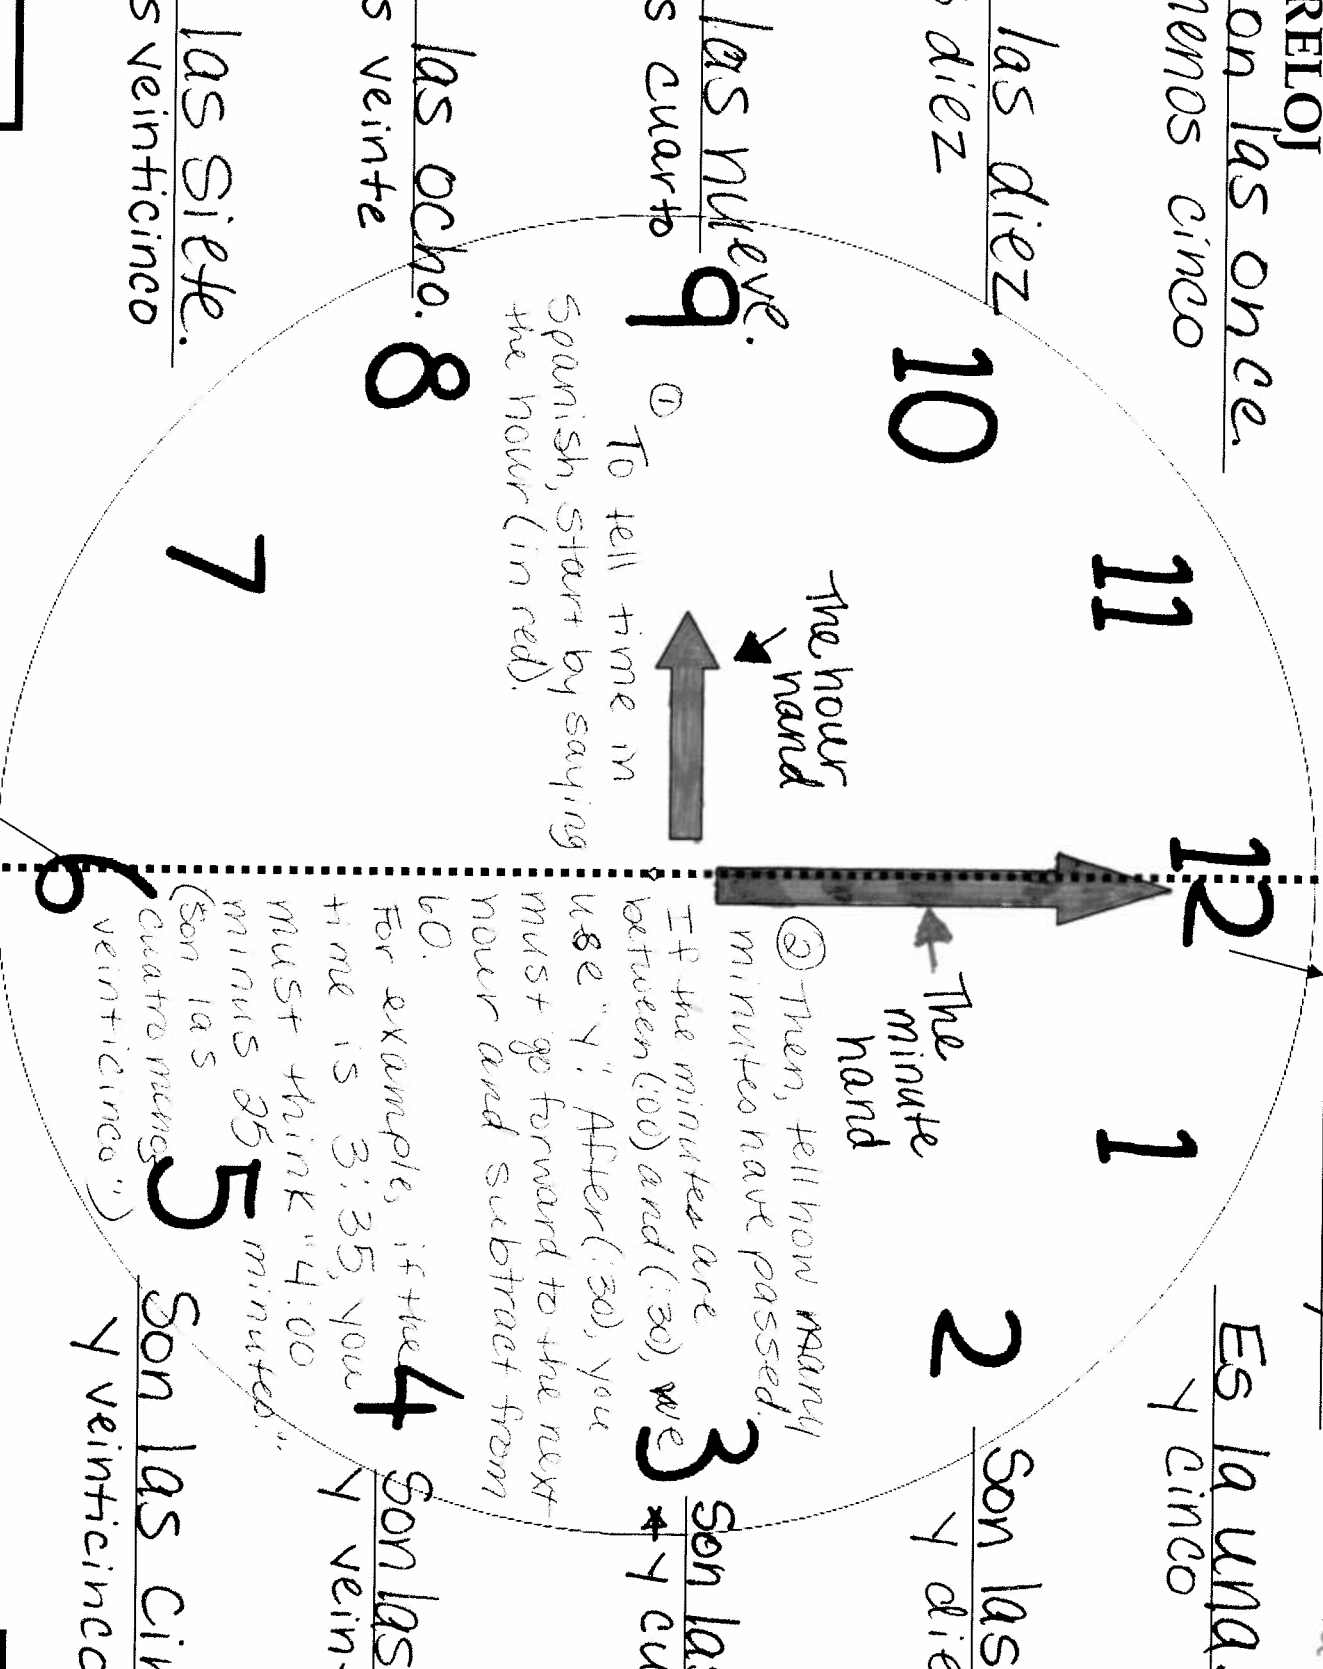 RELOJ
on las once.
menos cinco
las diez
diez
las nueve.
s cuarto
las ocho.
s veinte
las siete.
s veinticinco
12
11
10
9
8
7
6
1
2
3
4
5
The hour
hand
The
minute
hand
① To tell time in
Spanish, start by saying
the hour (in red).
② Then, tell how many
minutes have passed.
If the minutes are
between (:00) and (:30), we
use "y". After (:30), you
must go forward to the next
hour and subtract from
60.
For example, if the
time is 3:35, you
must think "4:00
minus 25 minutes."
(Son las
cuatro menos
veinticinco")
Es la una.
y cinco
Son las
y die
Son las
★ y cu
Son las
y vein
Son las cin
y veinticinco